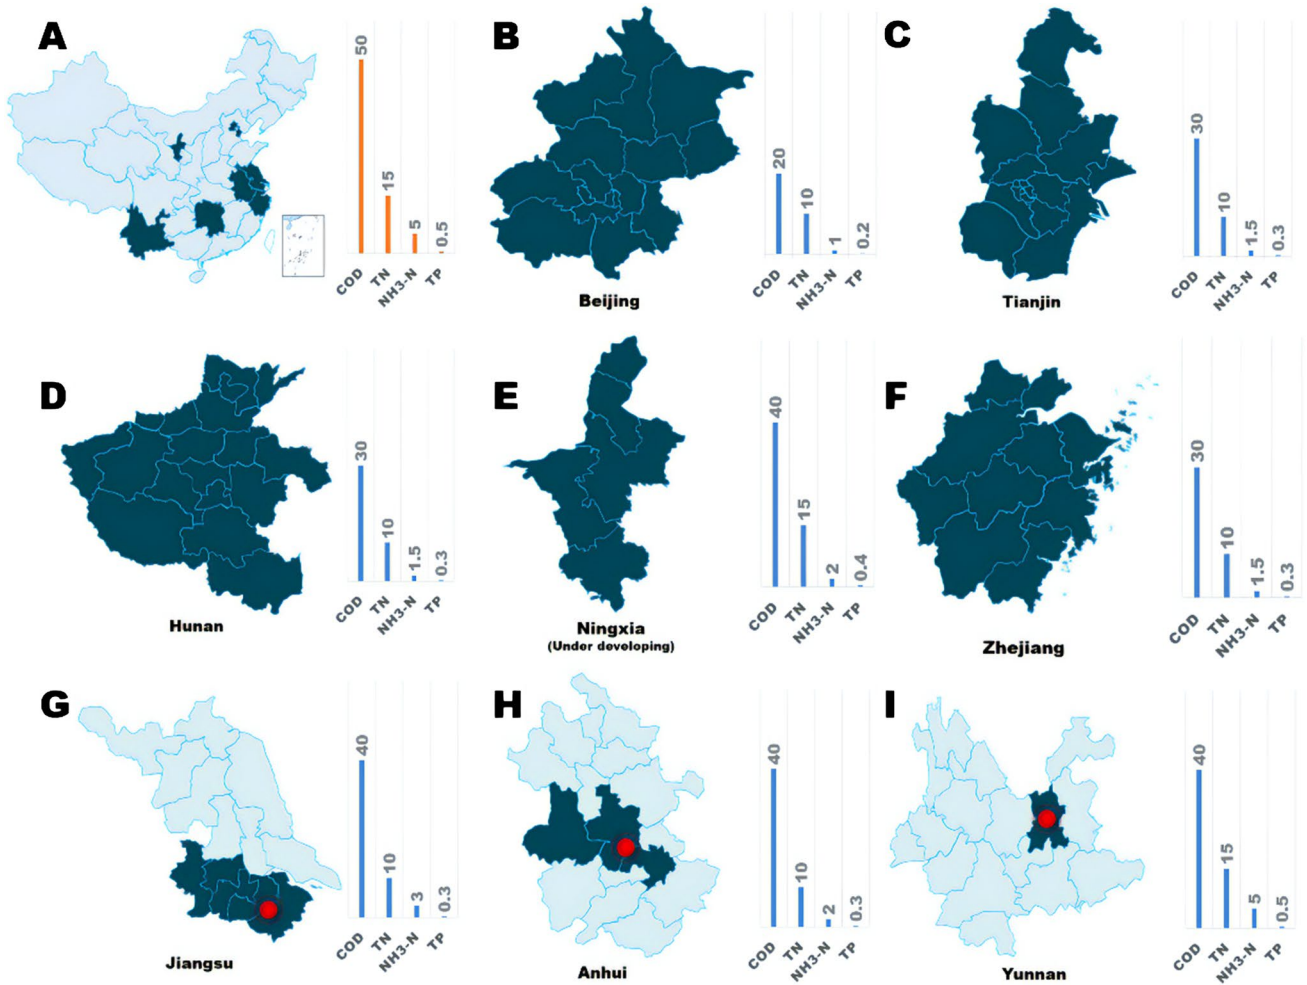 A
50
15
5
0.5
COD
TN
NH3-N
TP
B
20
10
1
0.2
COD
TN
NH3-N
TP
Beijing
C
30
10
1.5
0.3
COD
TN
NH3-N
TP
Tianjin
D
30
10
1.5
0.3
COD
TN
NH3-N
TP
Hunan
E
40
15
2
0.4
COD
TN
NH3-N
TP
Ningxia
(Under developing)
F
30
10
1.5
0.3
COD
TN
NH3-N
TP
Zhejiang
G
40
10
3
0.3
COD
TN
NH3-N
TP
Jiangsu
H
40
10
2
0.3
COD
TN
NH3-N
TP
Anhui
I
40
15
5
0.5
COD
TN
NH3-N
TP
Yunnan